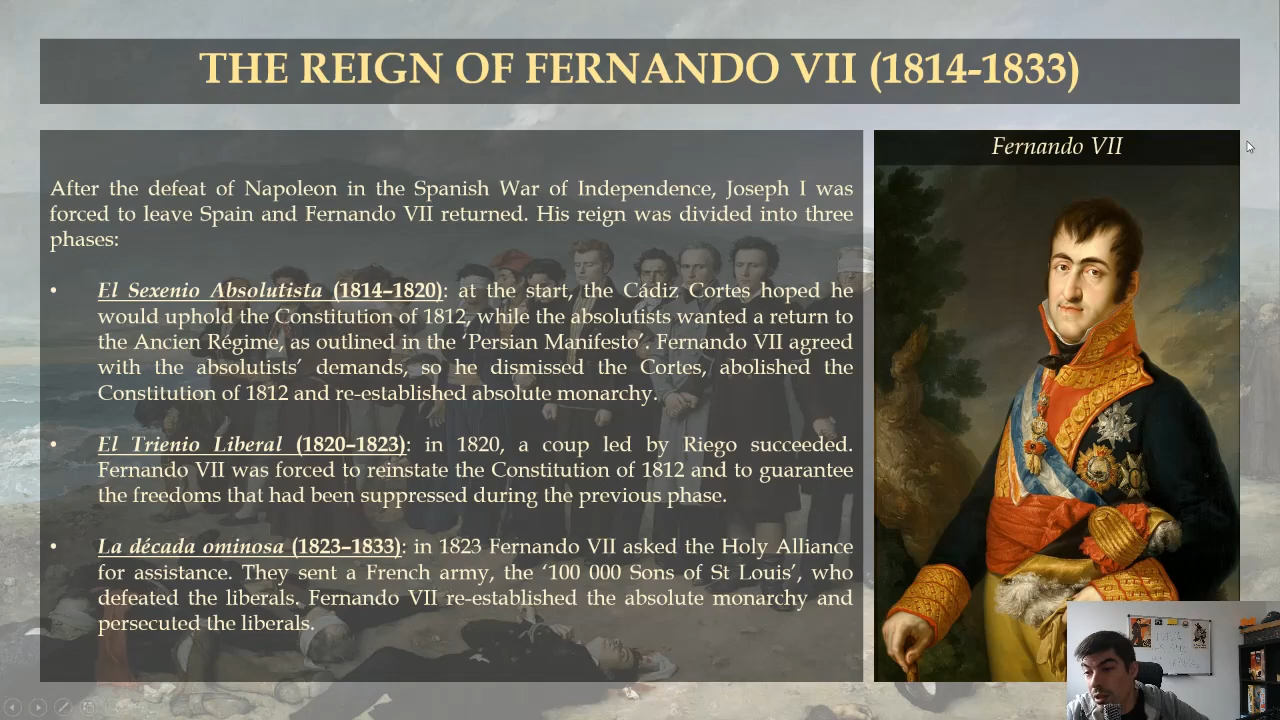 THE REIGN OF FERNANDO VII (1814-1833)
After the defeat of Napoleon in the Spanish War of Independence, Joseph I was
forced to leave Spain and Fernando VII returned. His reign was divided into three
phases:
• El Sexenio Absolutista (1814–1820): at the start, the Cádiz Cortes hoped he
would uphold the Constitution of 1812, while the absolutists wanted a return to
the Ancien Régime, as outlined in the ‘Persian Manifesto’. Fernando VII agreed
with the absolutists’ demands, so he dismissed the Cortes, abolished the
Constitution of 1812 and re-established absolute monarchy.
• El Trienio Liberal (1820–1823): in 1820, a coup led by Riego succeeded.
Fernando VII was forced to reinstate the Constitution of 1812 and to guarantee
the freedoms that had been suppressed during the previous phase.
• La década ominosa (1823–1833): in 1823 Fernando VII asked the Holy Alliance
for assistance. They sent a French army, the ‘100 000 Sons of St Louis’, who
defeated the liberals. Fernando VII re-established the absolute monarchy and
persecuted the liberals.
Fernando VII